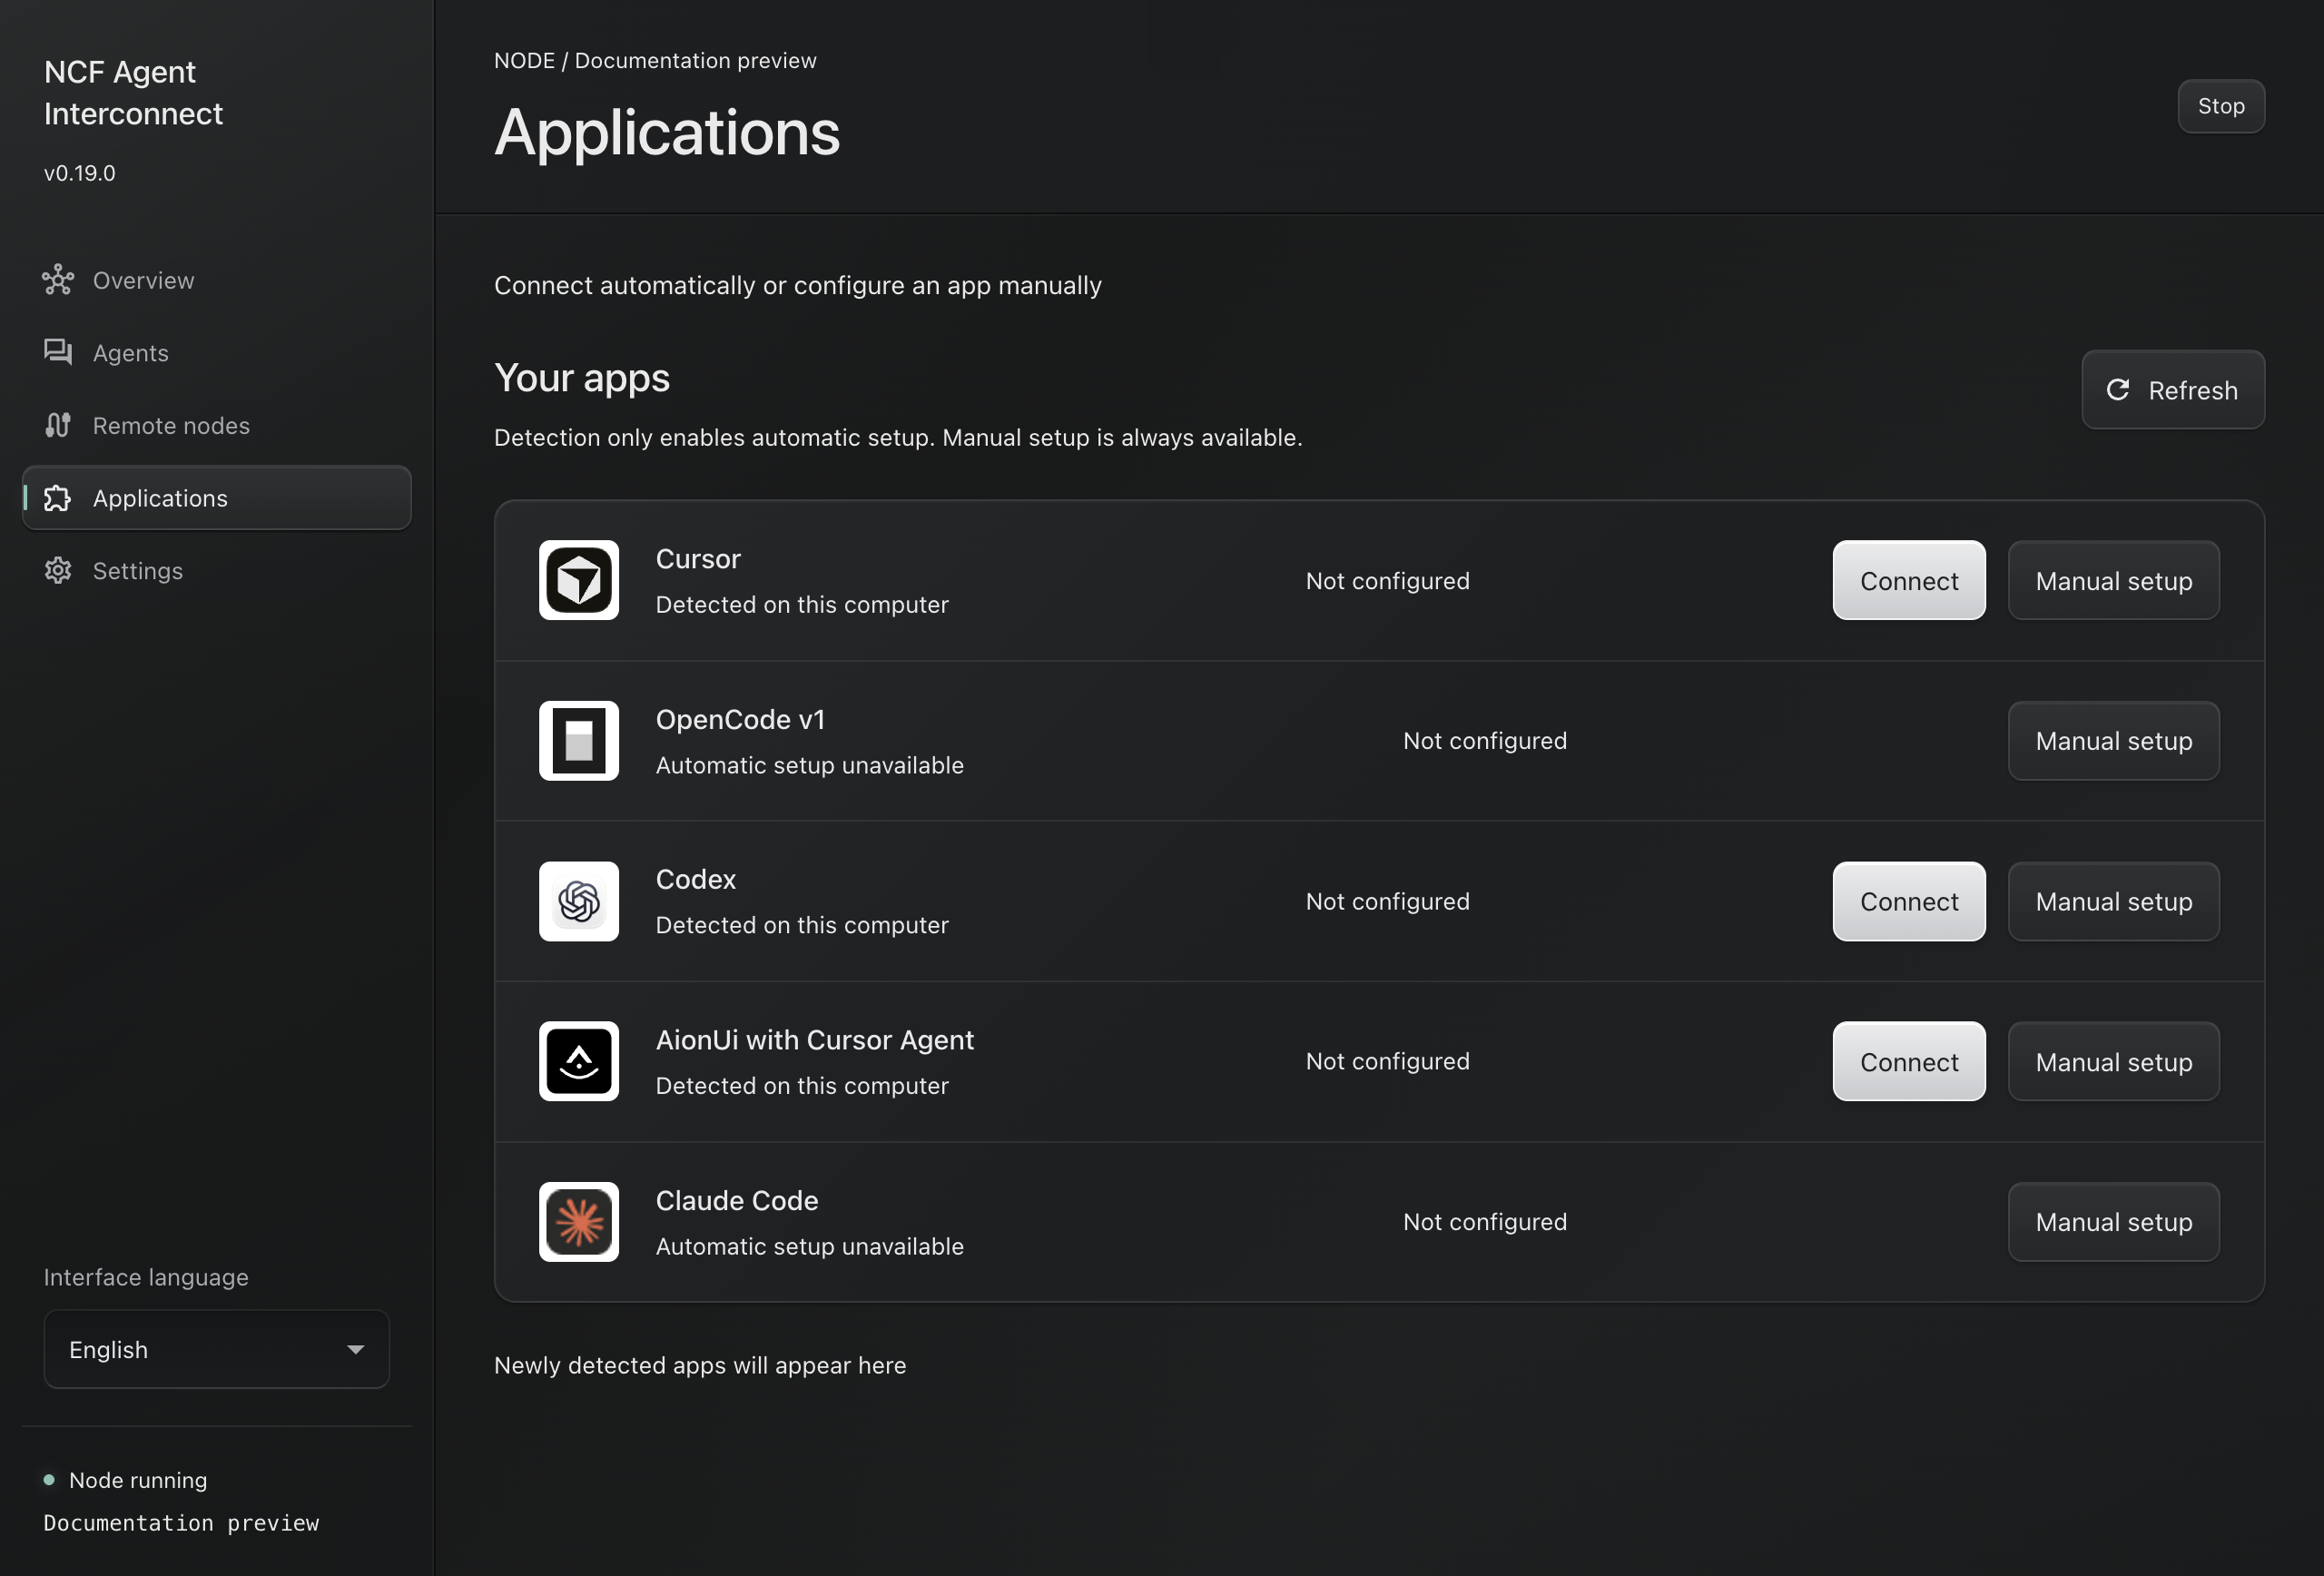 NCF Agent
Interconnect
v0.19.0
Overview
Agents
Remote nodes
Applications
Settings
Interface language
English
Node running
Documentation preview
NODE / Documentation preview
Applications
Stop
Connect automatically or configure an app manually
Your apps
Refresh
Detection only enables automatic setup. Manual setup is always available.
Cursor
Detected on this computer
Not configured
Connect
Manual setup
OpenCode v1
Automatic setup unavailable
Not configured
Manual setup
Codex
Detected on this computer
Not configured
Connect
Manual setup
AionUi with Cursor Agent
Detected on this computer
Not configured
Connect
Manual setup
Claude Code
Automatic setup unavailable
Not configured
Manual setup
Newly detected apps will appear here